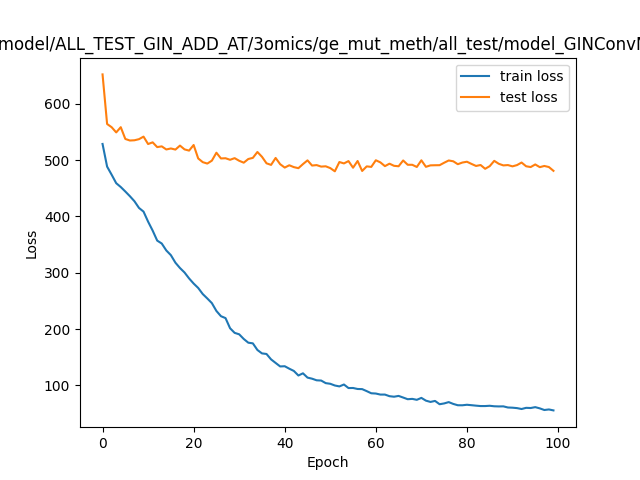 model/ALL_TEST_GIN_ADD_AT/3omics/ge_mut_meth/all_test/model_GINConvN
train loss
test loss
600
500
400
300
200
100
Loss
0 20 40 60 80 100
Epoch